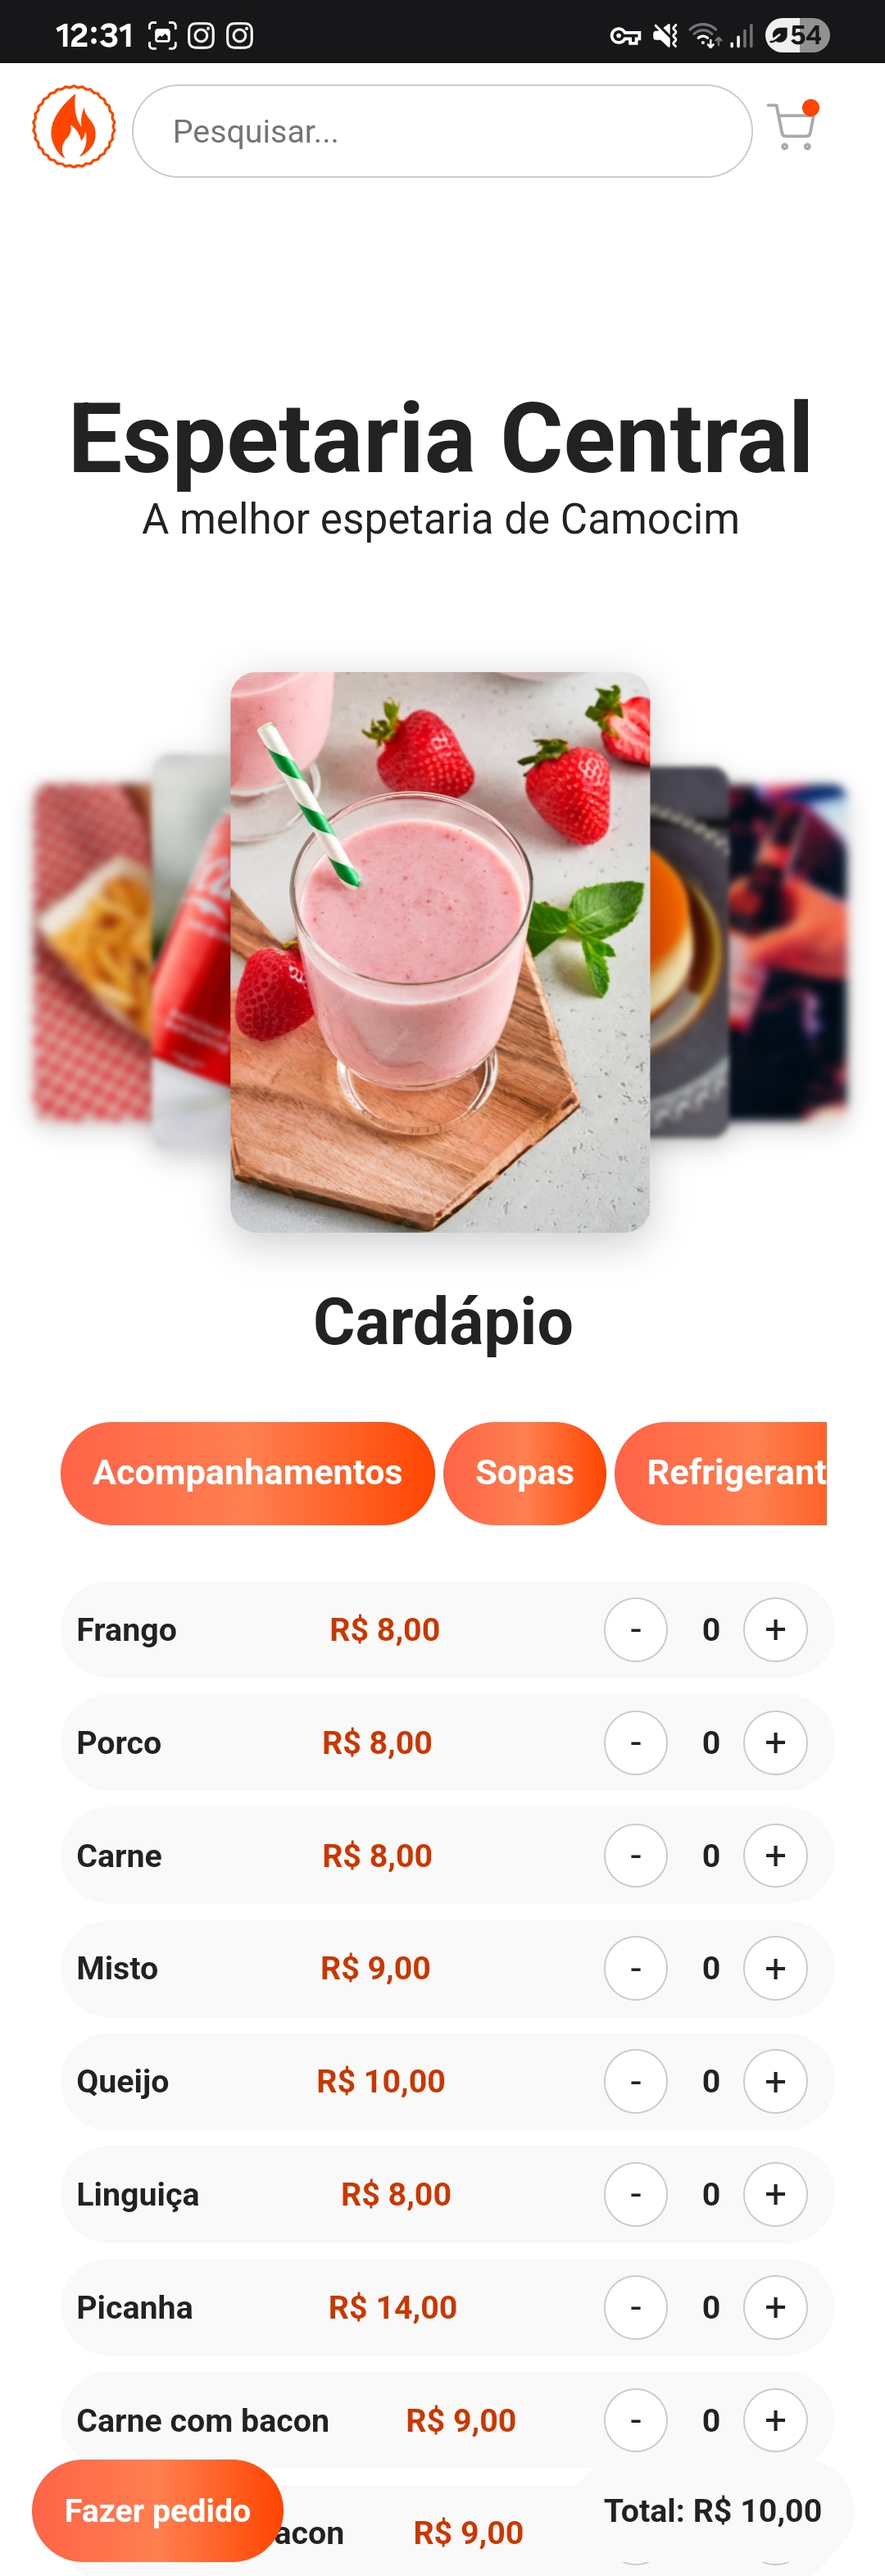 12:31
54
Pesquisar...
Espetaria Central
A melhor espetaria de Camocim
Cardápio
Acompanhamentos Sopas Refrigerant
Frango R$ 8,00 - 0 +
Porco R$ 8,00 - 0 +
Carne R$ 8,00 - 0 +
Misto R$ 9,00 - 0 +
Queijo R$ 10,00 - 0 +
Linguiça R$ 8,00 - 0 +
Picanha R$ 14,00 - 0 +
Carne com bacon R$ 9,00 - 0 +
acon R$ 9,00
Fazer pedido Total: R$ 10,00